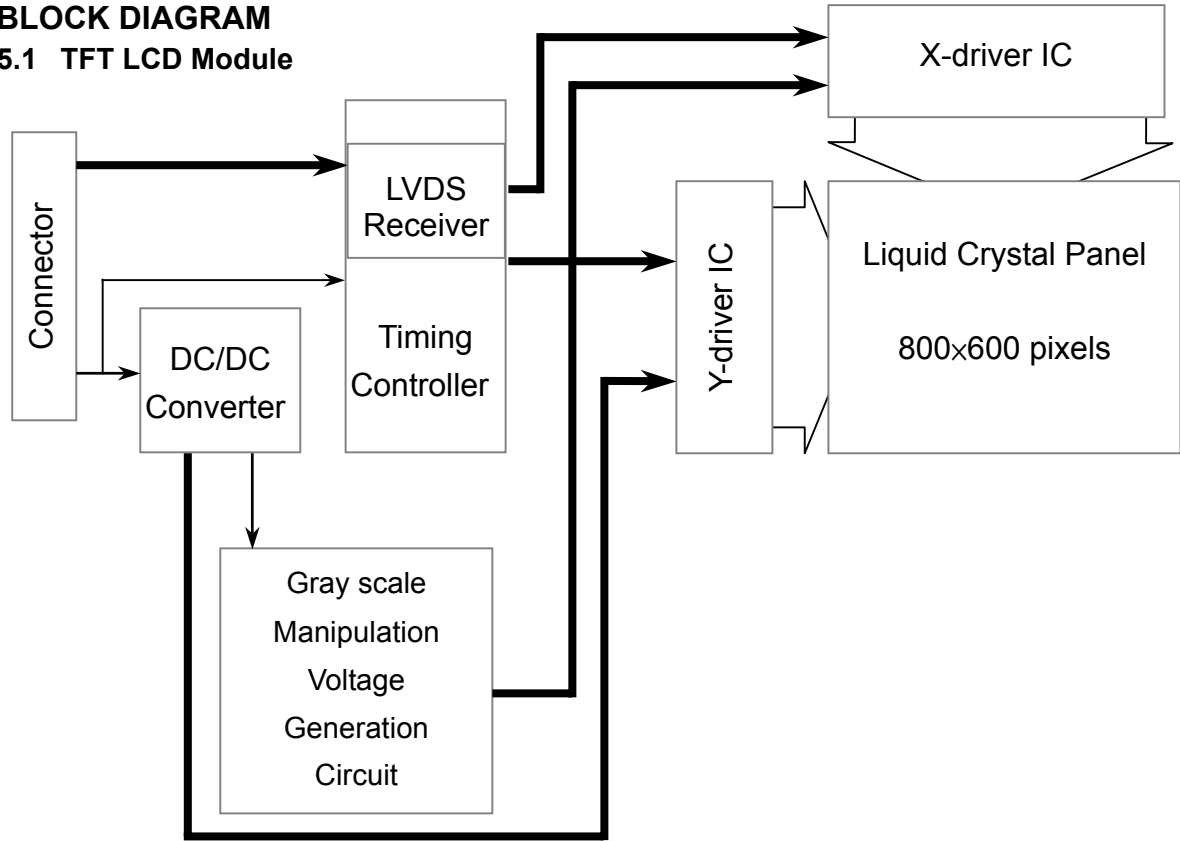 BLOCK DIAGRAM
5.1 TFT LCD Module
X-driver IC
Connector
LVDS
Receiver
Timing
Controller
DC/DC
Converter
Y-driver IC
Liquid Crystal Panel
800×600 pixels
Gray scale
Manipulation
Voltage
Generation
Circuit